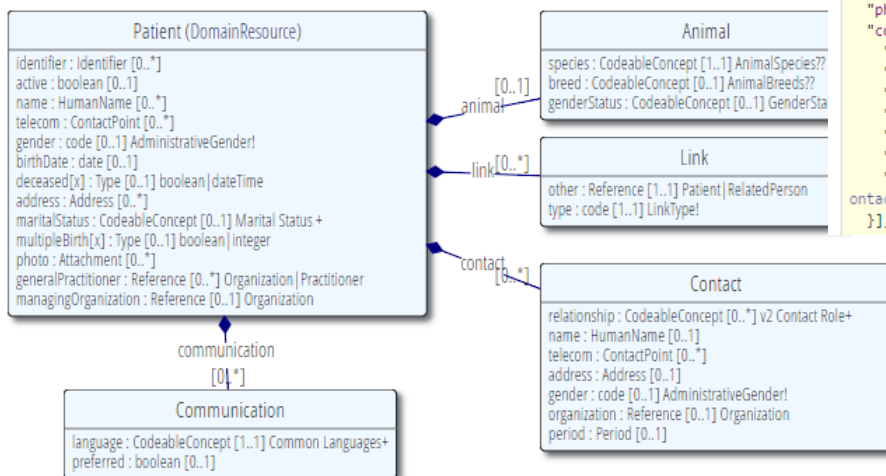 Patient (DomainResource)
identifier : Identifier [0..*]
active : boolean [0..1]
name : HumanName [0..*]
telecom : ContactPoint [0..*]
gender : code [0..1] AdministrativeGender!
birthDate : date [0..1]
deceased[x] : Type [0..1] boolean|dateTime
address : Address [0..*]
maritalStatus : CodeableConcept [0..1] Marital Status +
multipleBirth[x] : Type [0..1] boolean|integer
photo : Attachment [0..*]
generalPractitioner : Reference [0..*] Organization|Practitioner
managingOrganization : Reference [0..1] Organization
animal
[0..1]
Animal
species : CodeableConcept [1..1] AnimalSpecies??
breed : CodeableConcept [0..1] AnimalBreeds??
genderStatus : CodeableConcept [0..1] GenderSta
link
[0..*]
Link
other : Reference [1..1] Patient|RelatedPerson
type : code [1..1] LinkType!
contact
[0..*]
Contact
relationship : CodeableConcept [0..*] v2 Contact Role+
name : HumanName [0..1]
telecom : ContactPoint [0..*]
address : Address [0..1]
gender : code [0..1] AdministrativeGender!
organization : Reference [0..1] Organization
period : Period [0..1]
communication
[0..*]
Communication
language : CodeableConcept [1..1] Common Languages+
preferred : boolean [0..1]
"ph
"co
ontac
}],